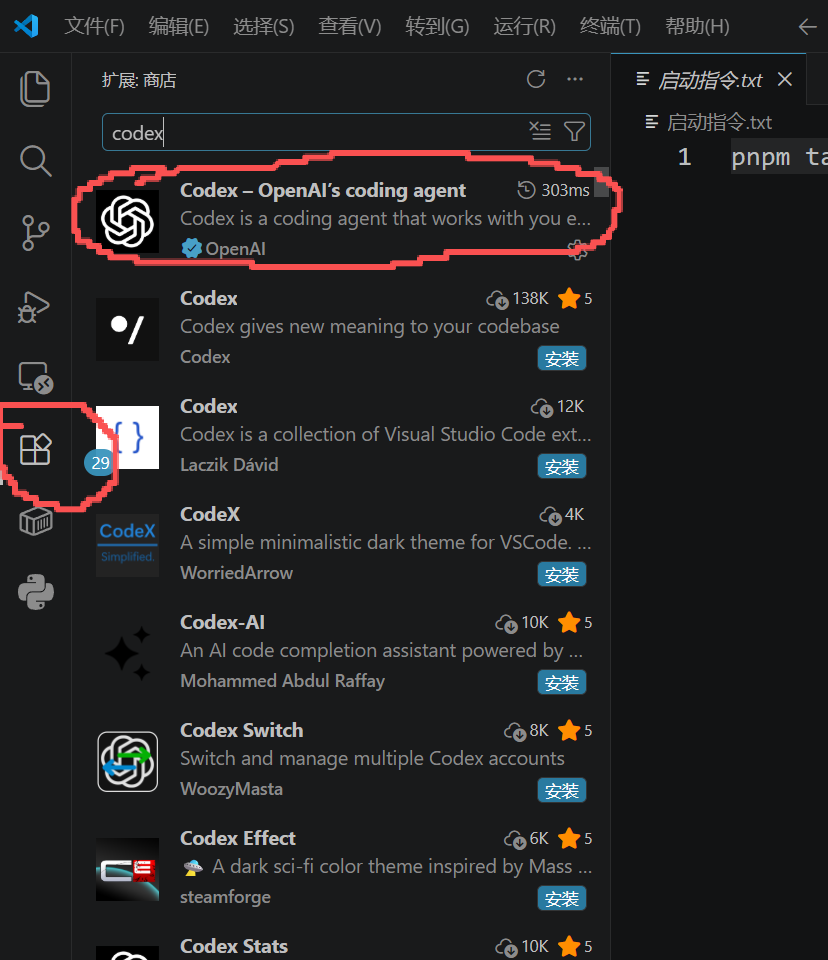 文件(F) 编辑(E) 选择(S) 查看(V) 转到(G) 运行(R) 终端(T) 帮助(H)
扩展: 商店
codex
Codex – OpenAI’s coding agent 303ms
Codex is a coding agent that works with you e...
OpenAI
Codex 138K 5
Codex gives new meaning to your codebase
Codex 安装
Codex 12K
Codex is a collection of Visual Studio Code ext...
Laczik Dávid 安装
29
CodeX 4K
A simple minimalistic dark theme for VSCode. ...
WorriedArrow 安装
CodeX
Simplified.
Codex-AI 10K 5
An AI code completion assistant powered by ...
Mohammed Abdul Raffay 安装
Codex Switch 8K 5
Switch and manage multiple Codex accounts
WoozyMasta 安装
Codex Effect 6K 5
🛸 A dark sci-fi color theme inspired by Mass ...
steamforge 安装
Codex Stats 10K 5
启动指令.txt
启动指令.txt
1 pnpm ta